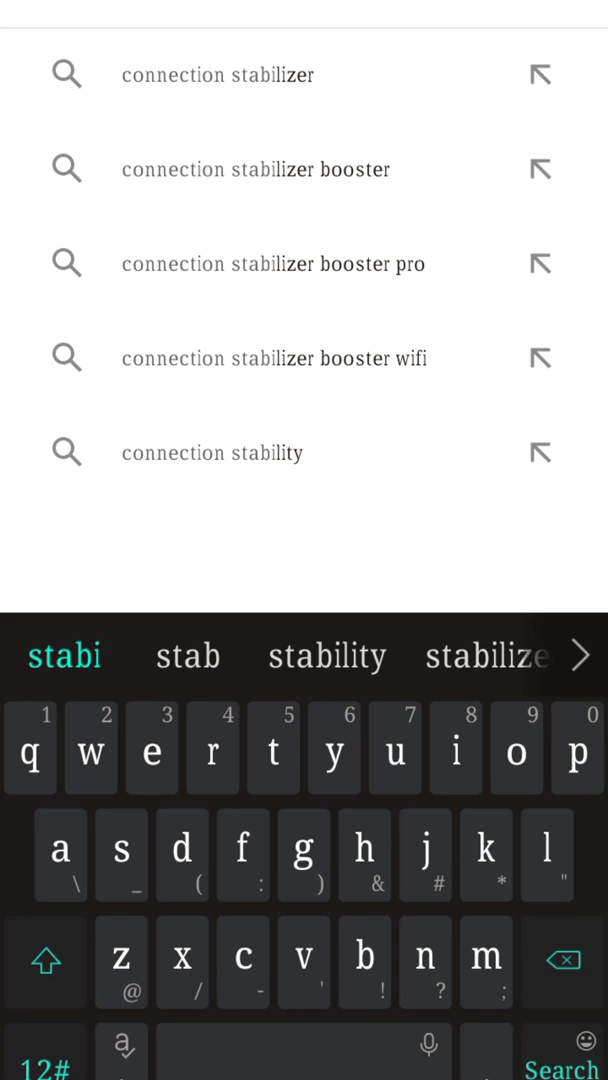 connection stabilizer
connection stabilizer booster
connection stabilizer booster pro
connection stabilizer booster wifi
connection stability
stabi stab stability stabilize
1 2 3 4 5 6 7 8 9 0
q w e r t y u i o p
a s d f g h j k l
\ _ ( : ) & # * "
z x c v b n m
@ / - ' ! ? ;
12# a Search